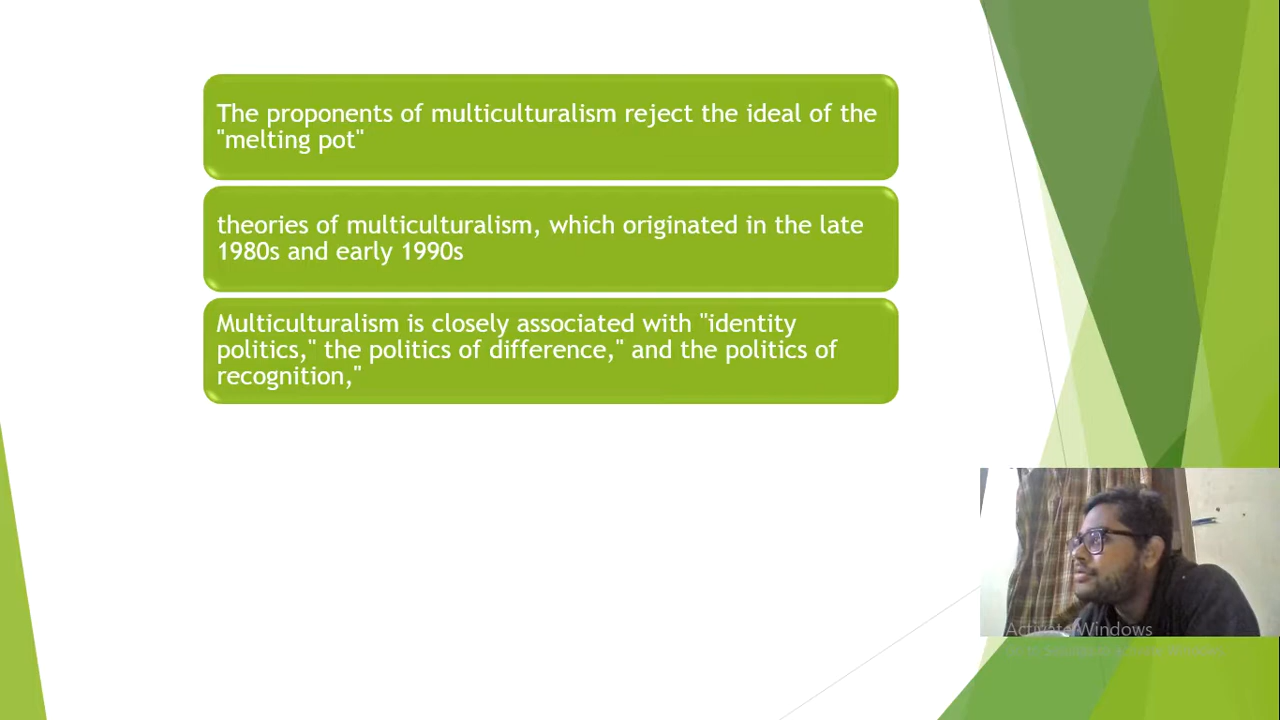 The proponents of multiculturalism reject the ideal of the
"melting pot"
theories of multiculturalism, which originated in the late
1980s and early 1990s
Multiculturalism is closely associated with "identity
politics," the politics of difference," and the politics of
recognition,"
Activate Windows